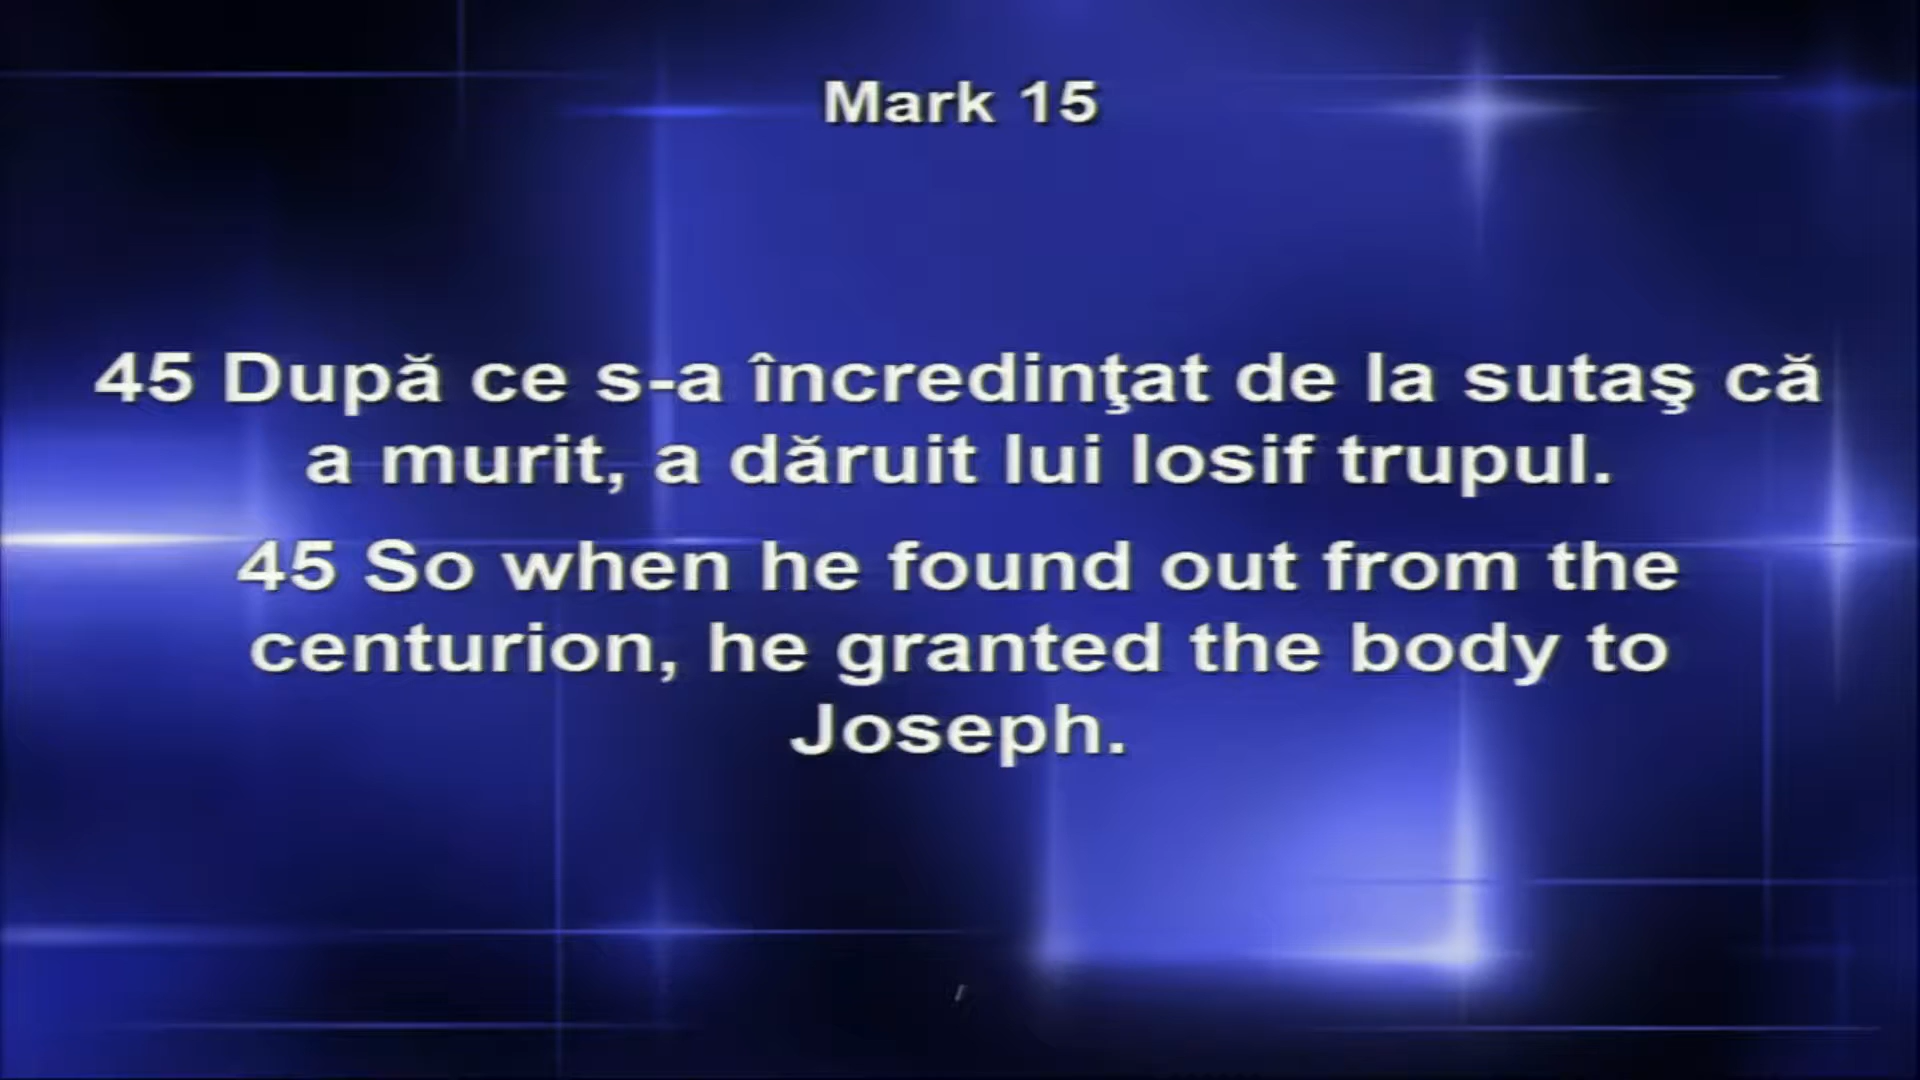 Mark 15
45 După ce s-a încredinţat de la sutaş că
a murit, a dăruit lui Iosif trupul.
45 So when he found out from the
centurion, he granted the body to
Joseph.